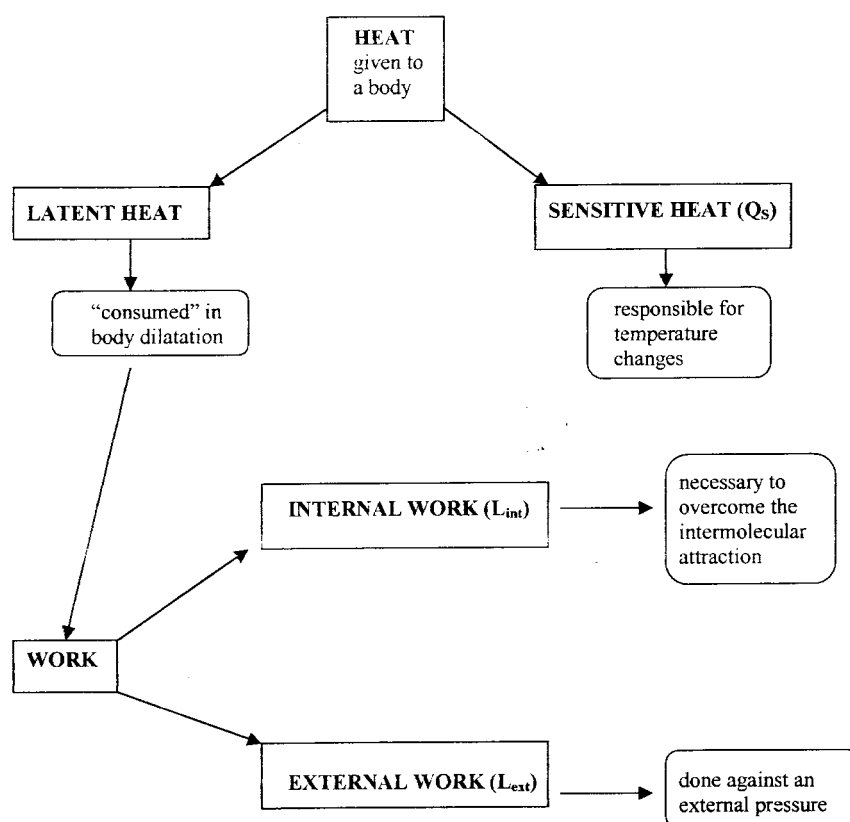 HEAT
given to
a body
LATENT HEAT
SENSITIVE HEAT (Qs)
“consumed” in
body dilatation
responsible for
temperature
changes
INTERNAL WORK (Lint)
necessary to
overcome the
intermolecular
attraction
WORK
EXTERNAL WORK (Lext)
done against an
external pressure